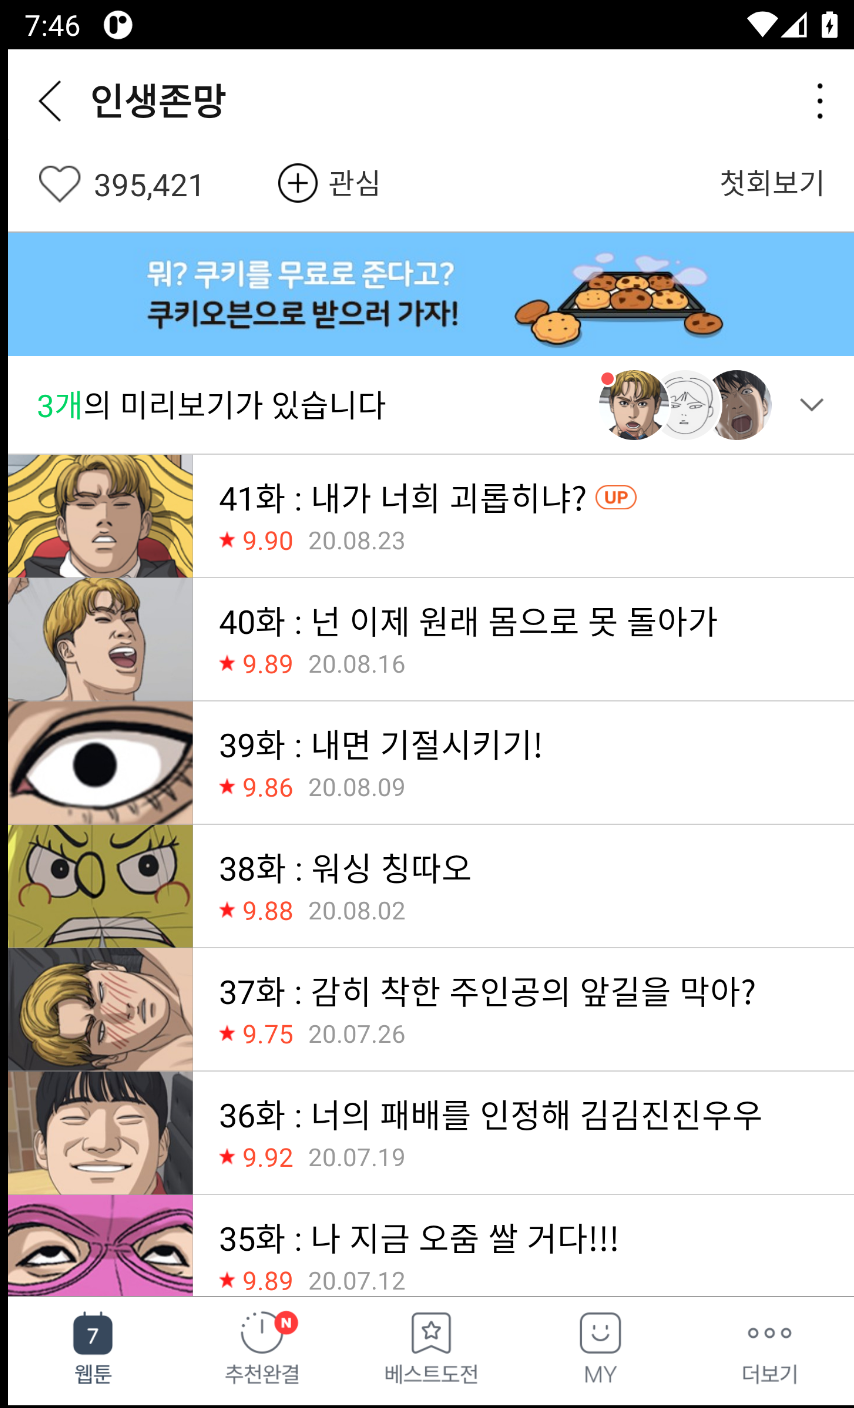 7:46
인생존망
395,421
관심
첫회보기
뭐? 쿠키를 무료로 준다고?
쿠키오븐으로 받으러 가자!
3개의 미리보기가 있습니다
41화 : 내가 너희 괴롭히냐? UP
★ 9.90 20.08.23
40화 : 넌 이제 원래 몸으로 못 돌아가
★ 9.89 20.08.16
39화 : 내면 기절시키기!
★ 9.86 20.08.09
38화 : 워싱 칭따오
★ 9.88 20.08.02
37화 : 감히 착한 주인공의 앞길을 막아?
★ 9.75 20.07.26
36화 : 너의 패배를 인정해 김김진진우우
★ 9.92 20.07.19
35화 : 나 지금 오줌 쌀 거다!!!
★ 9.89 20.07.12
7
N
웹툰
추천완결
베스트도전
MY
더보기